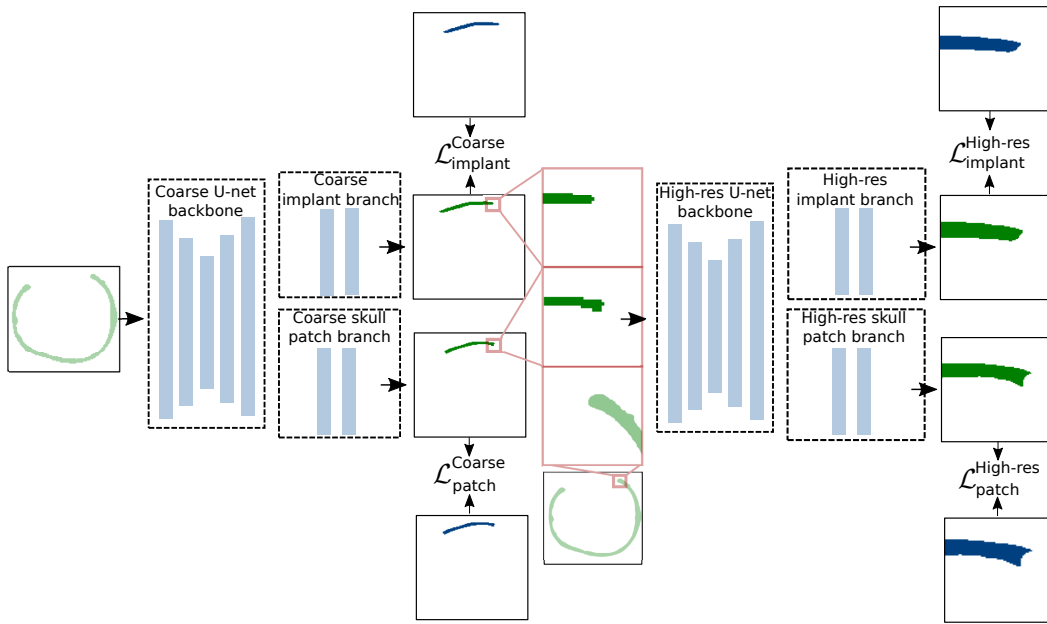 Coarse U-net
backbone
Coarse
implant branch
Coarse skull
patch branch
ℒ Coarse
implant
ℒ Coarse
patch
High-res U-net
backbone
High-res
implant branch
High-res skull
patch branch
ℒ High-res
implant
ℒ High-res
patch